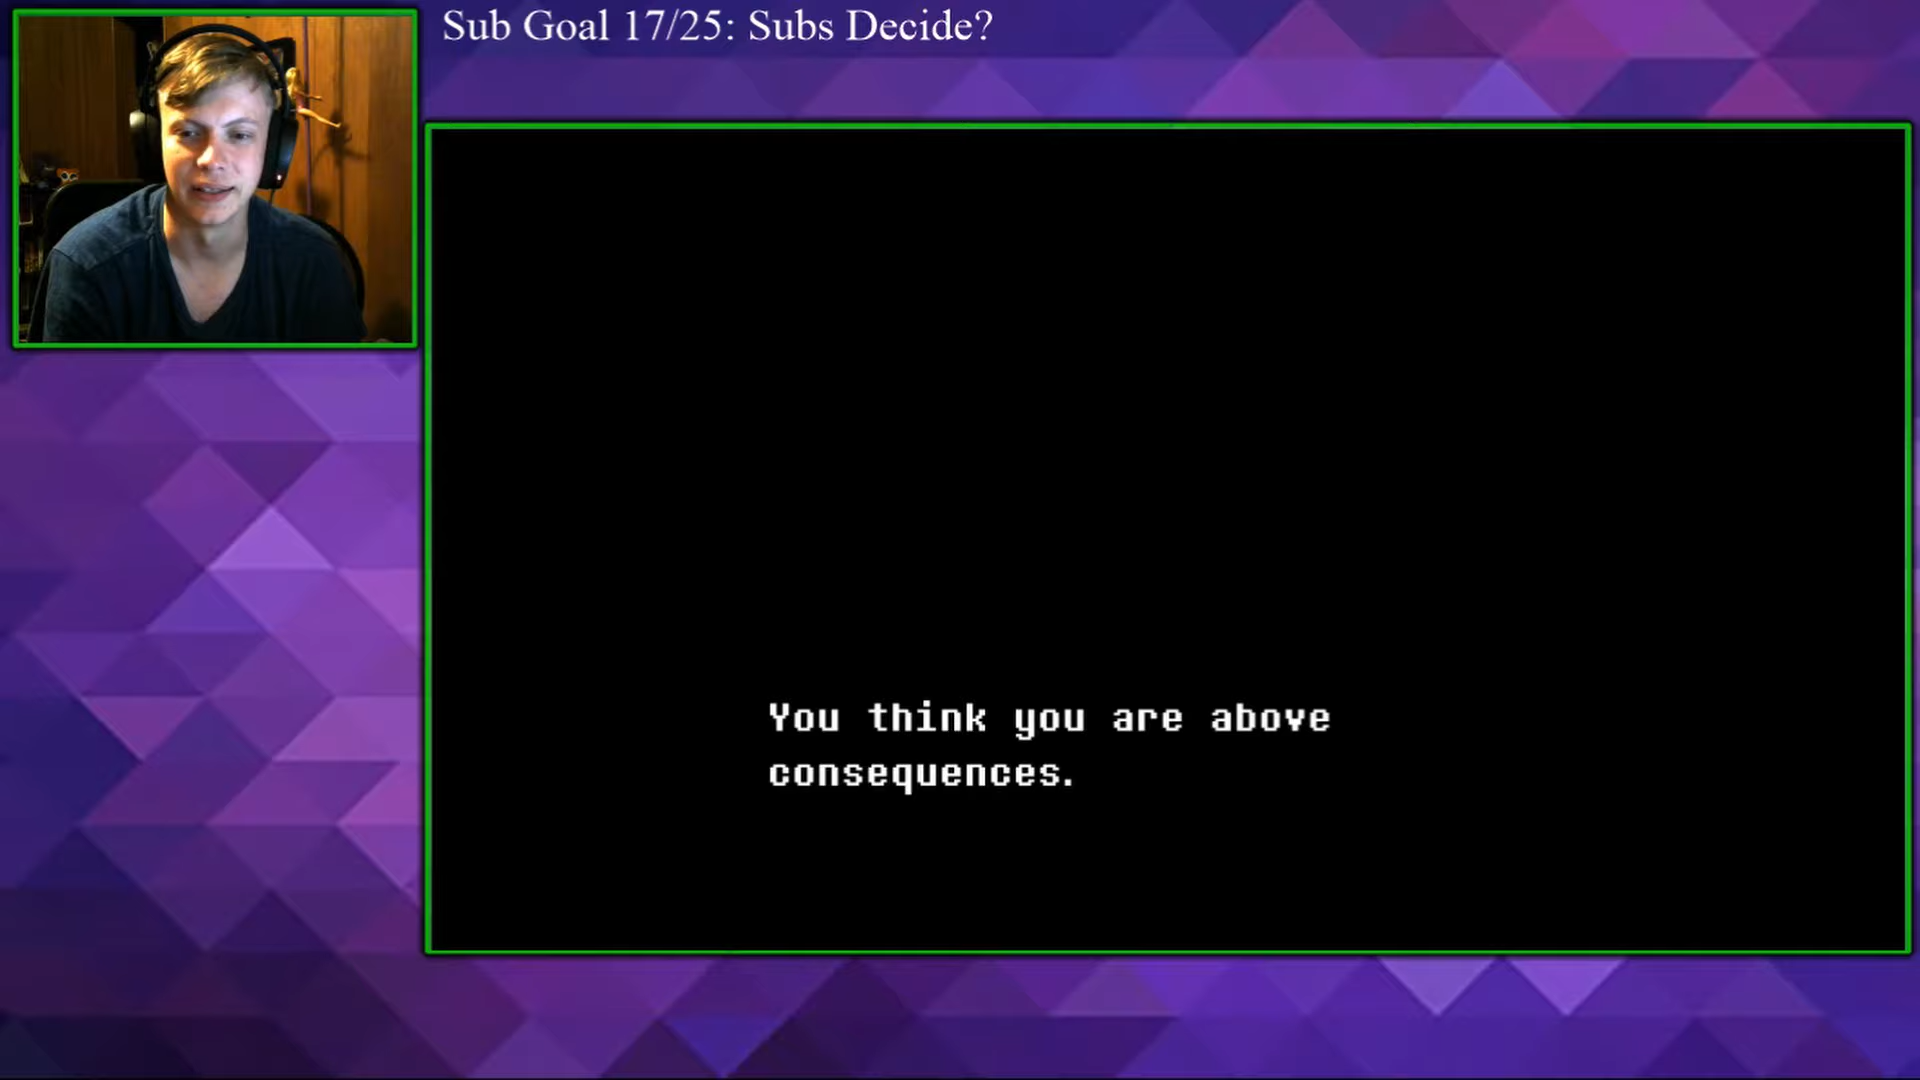 Sub Goal 17/25: Subs Decide?
You think you are above
consequences.